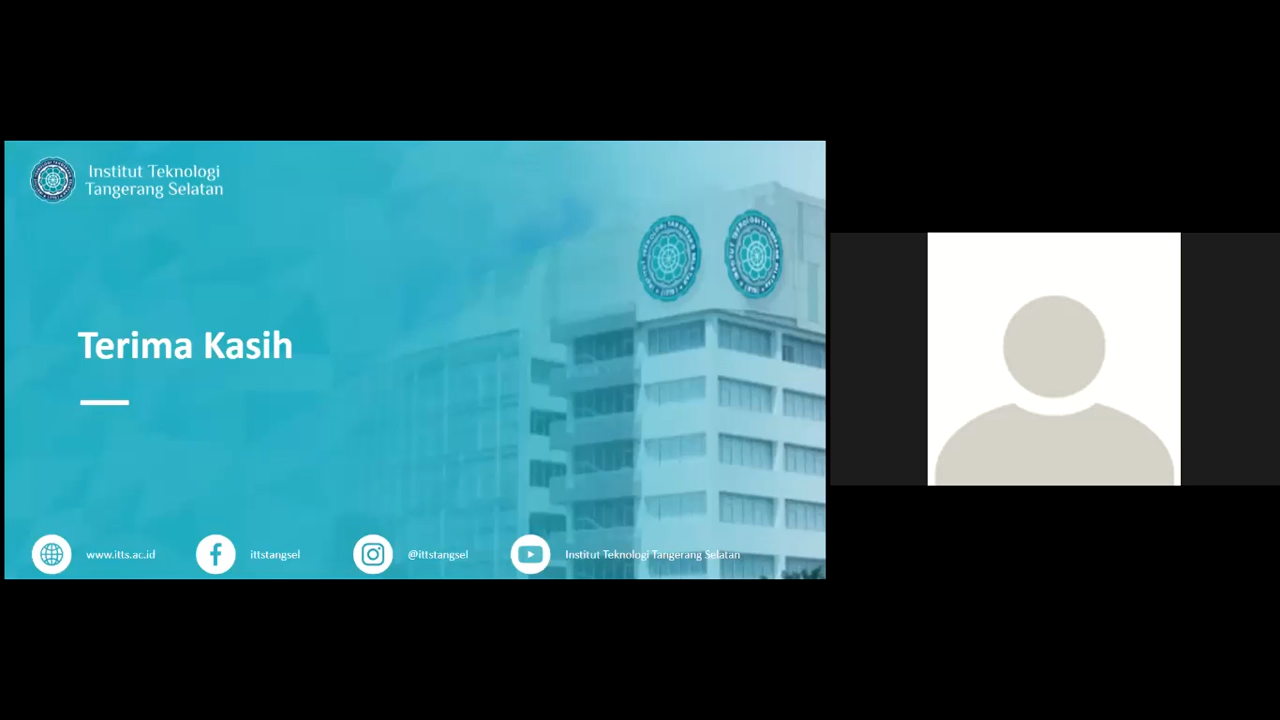 Institut Teknologi
Tangerang Selatan
Terima Kasih
www.itts.ac.id
ittstangsel
@ittstangsel
Institut Teknologi Tangerang Selatan